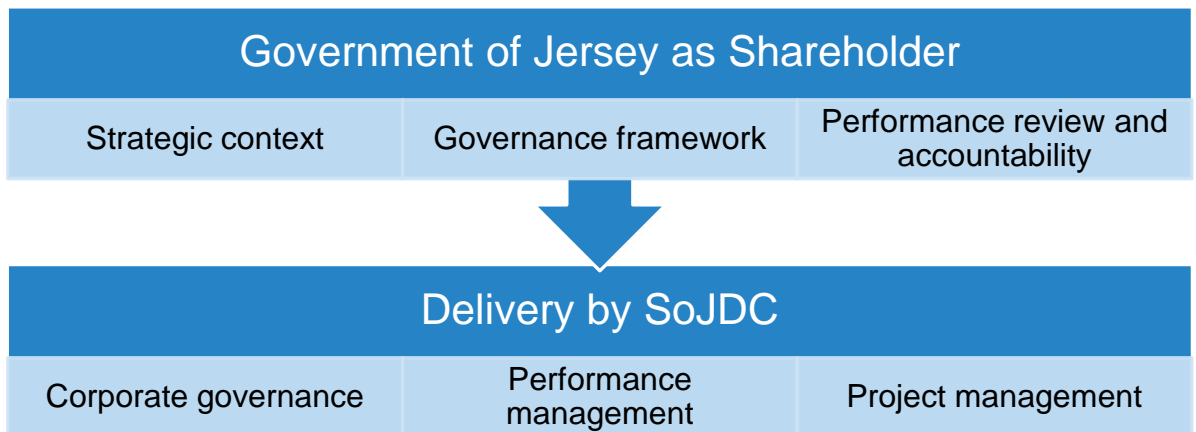 Government of Jersey as Shareholder
Strategic context
Governance framework
Performance review and
accountability
Delivery by SoJDC
Corporate governance
Performance
management
Project management